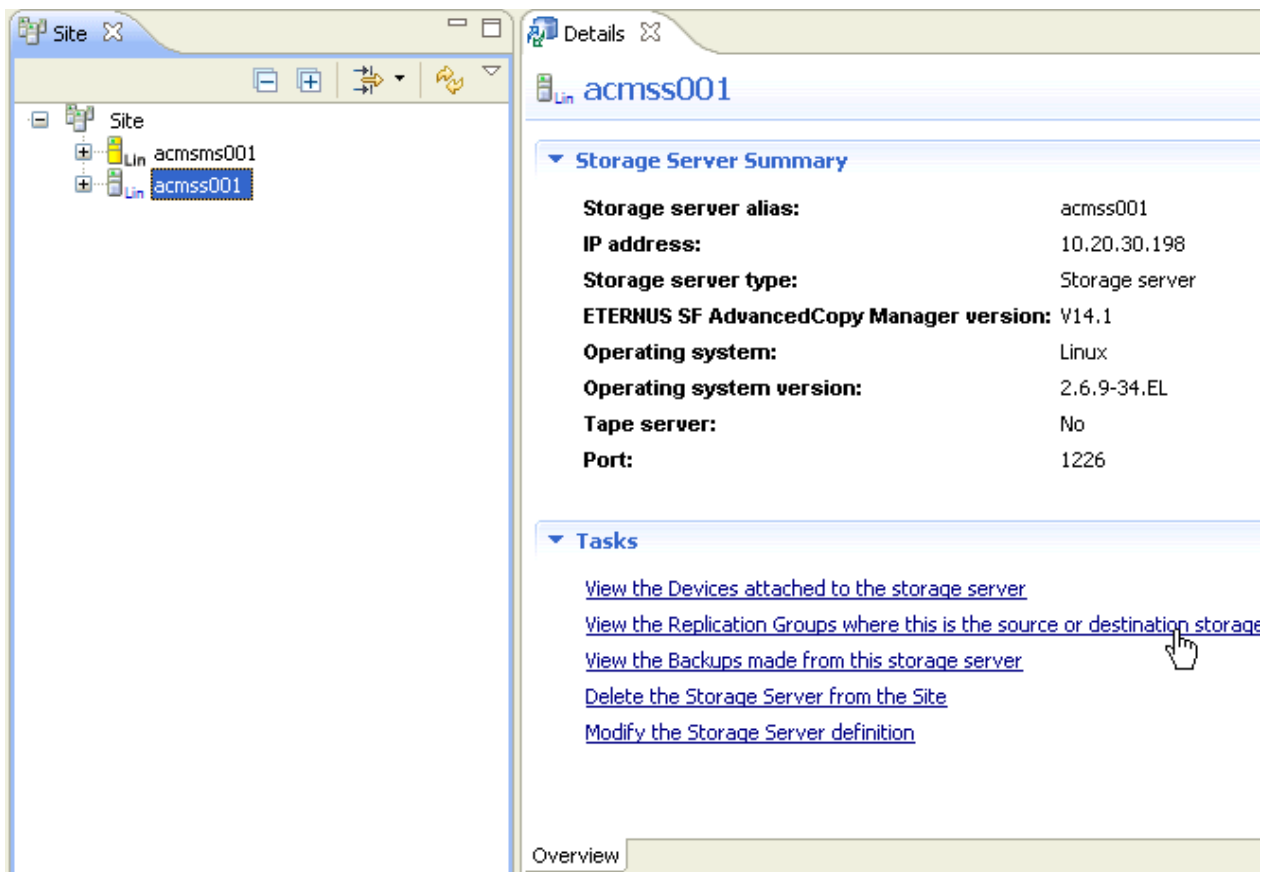 Site
Details
acmss001
Site
Lin acmsms001
Lin acmss001
Storage Server Summary
Storage server alias: acmss001
IP address: 10.20.30.198
Storage server type: Storage server
ETERNUS SF AdvancedCopy Manager version: V14.1
Operating system: Linux
Operating system version: 2.6.9-34.EL
Tape server: No
Port: 1226
Tasks
View the Devices attached to the storage server
View the Replication Groups where this is the source or destination storage
View the Backups made from this storage server
Delete the Storage Server from the Site
Modify the Storage Server definition
Overview